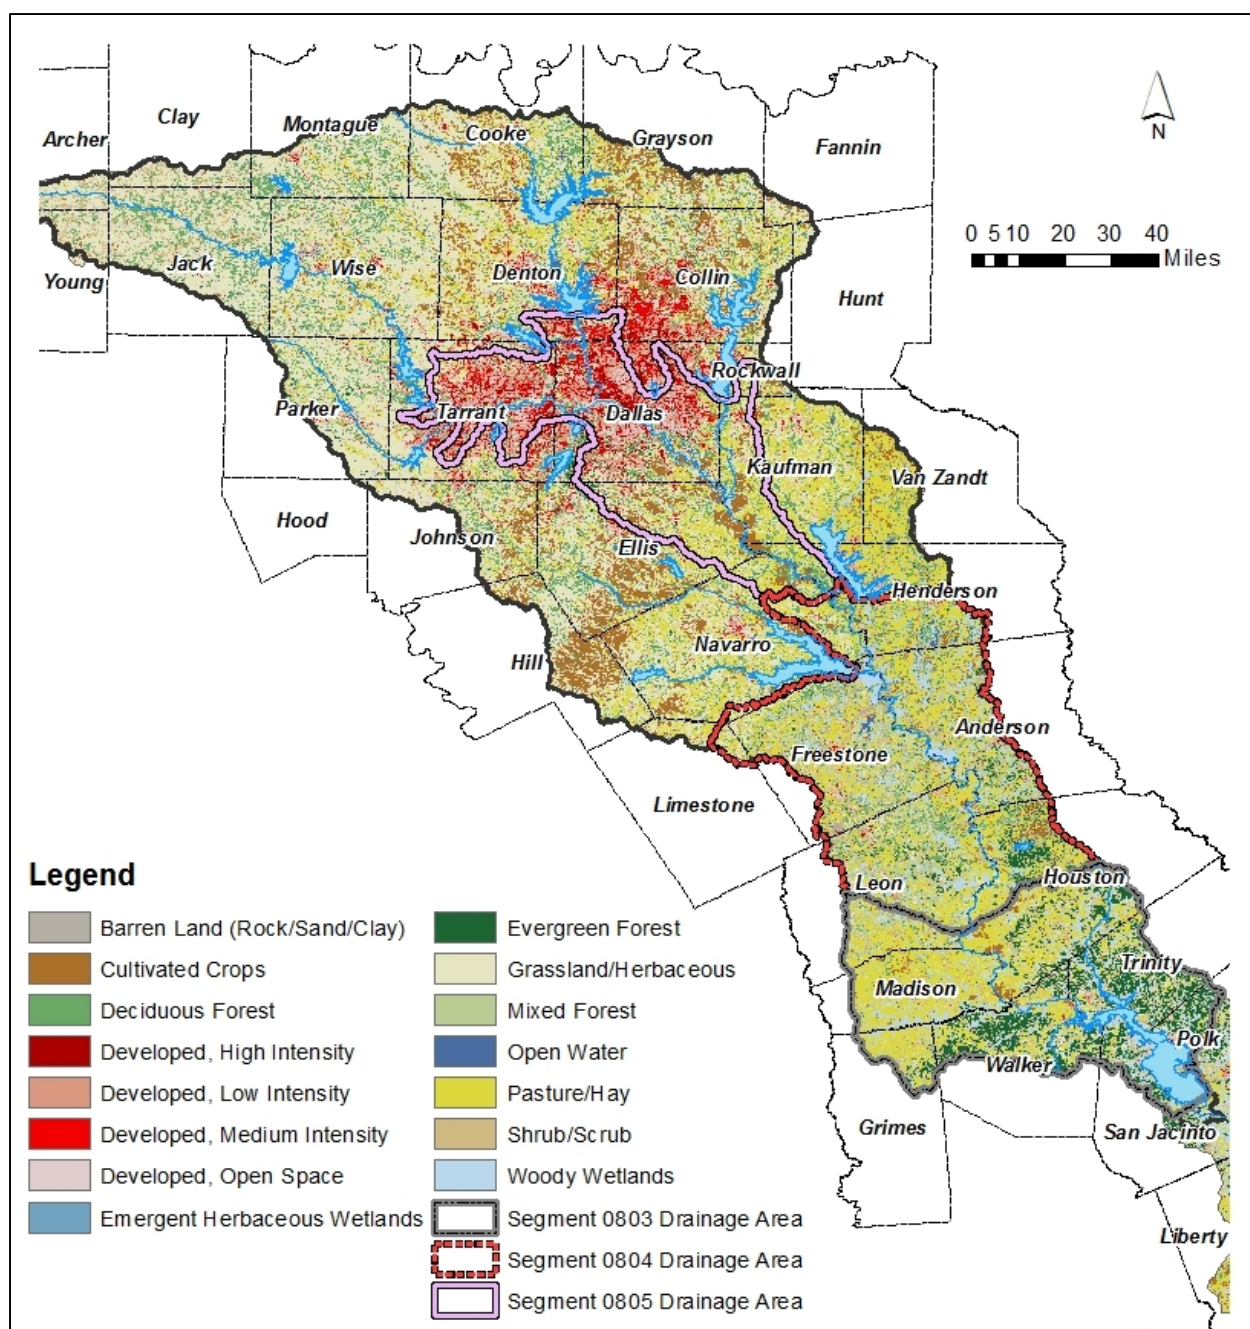 Clay
Montague
Cooke
Archer
Grayson
Fannin
N
0 5 10 20 30 40
Miles
Jack
Wise
Denton
Collin
Young
Hunt
Rockwall
Parker
Tarrant
Dallas
Kaufman
Van Zandt
Hood
Johnson
Ellis
Henderson
Navarro
Hill
Anderson
Freestone
Limestone
Leon
Houston
Trinity
Madison
Polk
Walker
Grimes
San Jacinto
Liberty
Legend
Barren Land (Rock/Sand/Clay)
Cultivated Crops
Deciduous Forest
Developed, High Intensity
Developed, Low Intensity
Developed, Medium Intensity
Developed, Open Space
Emergent Herbaceous Wetlands
Evergreen Forest
Grassland/Herbaceous
Mixed Forest
Open Water
Pasture/Hay
Shrub/Scrub
Woody Wetlands
Segment 0803 Drainage Area
Segment 0804 Drainage Area
Segment 0805 Drainage Area